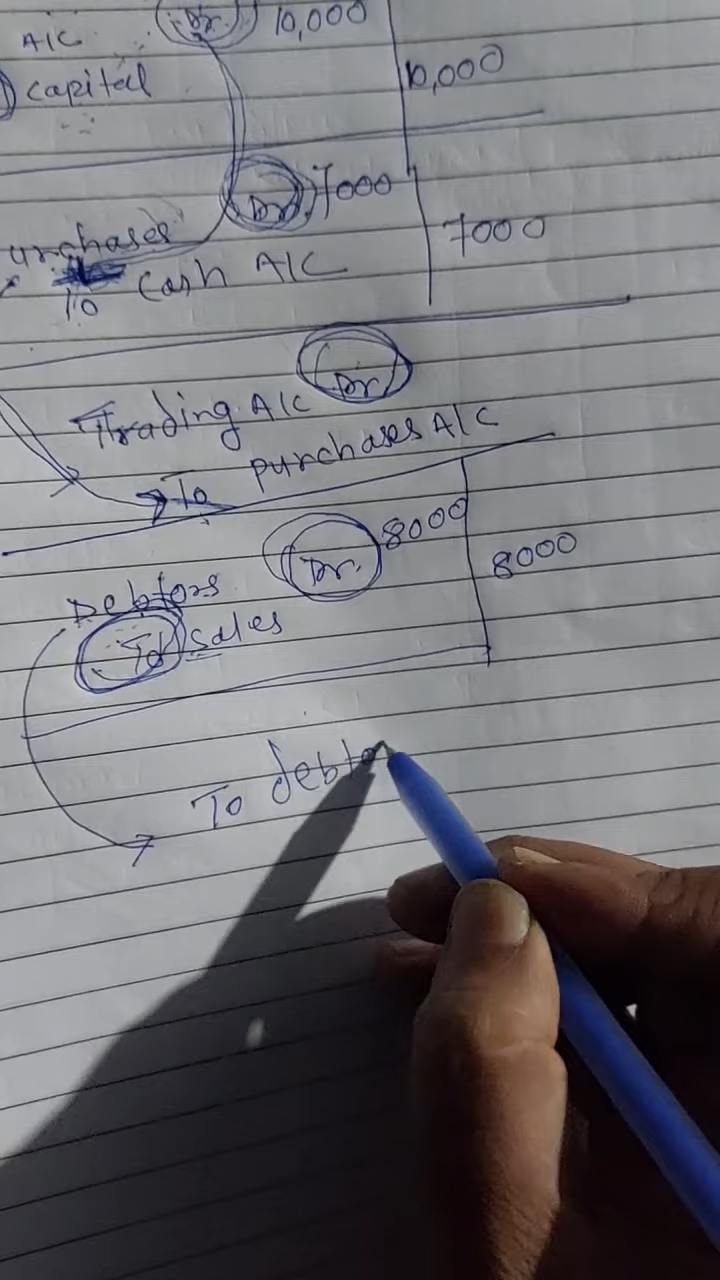 A/C Dr. 10,000
capital 10,000
urchases Dr. 7000
To Cash A/C 7000
Trading A/C Dr.
To purchases A/C
Debtors Dr. 8000
To sales 8000
To debto